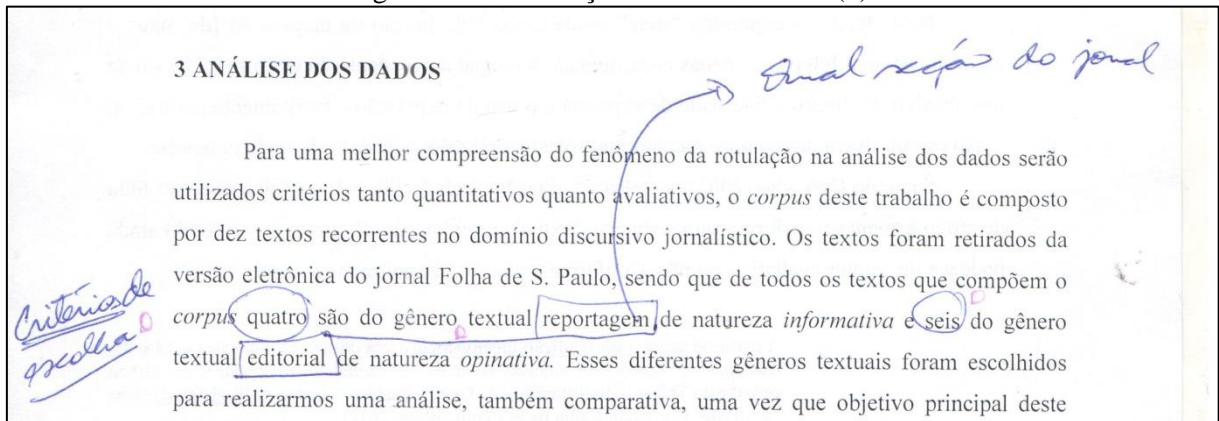 3 ANÁLISE DOS DADOS
seção do jornal
Para uma melhor compreensão do fenômeno da rotulação na análise dos dados serão
utilizados critérios tanto quantitativos quanto avaliativos, o corpus deste trabalho é composto
por dez textos recorrentes no domínio discursivo jornalístico. Os textos foram retirados da
versão eletrônica do jornal Folha de S. Paulo, sendo que de todos os textos que compõem o
Critérios de
escolha
corpus quatro são do gênero textual reportagem de natureza informativa e seis do gênero
textual editorial de natureza opinativa. Esses diferentes gêneros textuais foram escolhidos
para realizarmos uma análise, também comparativa, uma vez que objetivo principal deste